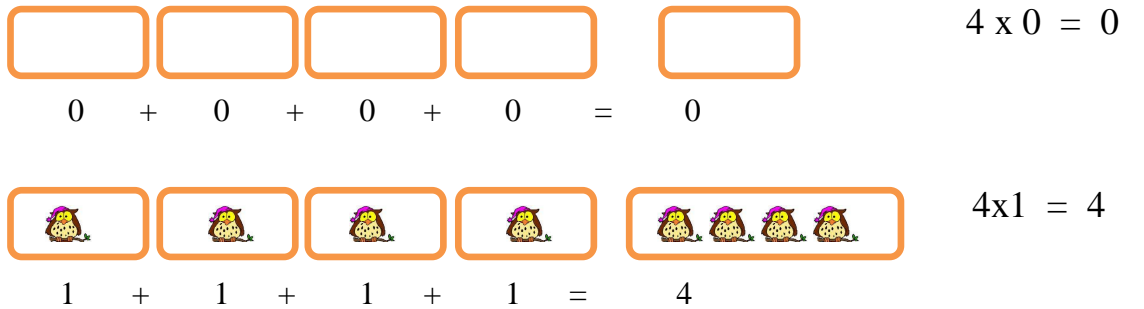 4 x 0 = 0
0 + 0 + 0 + 0 = 0
4x1 = 4
1 + 1 + 1 + 1 = 4